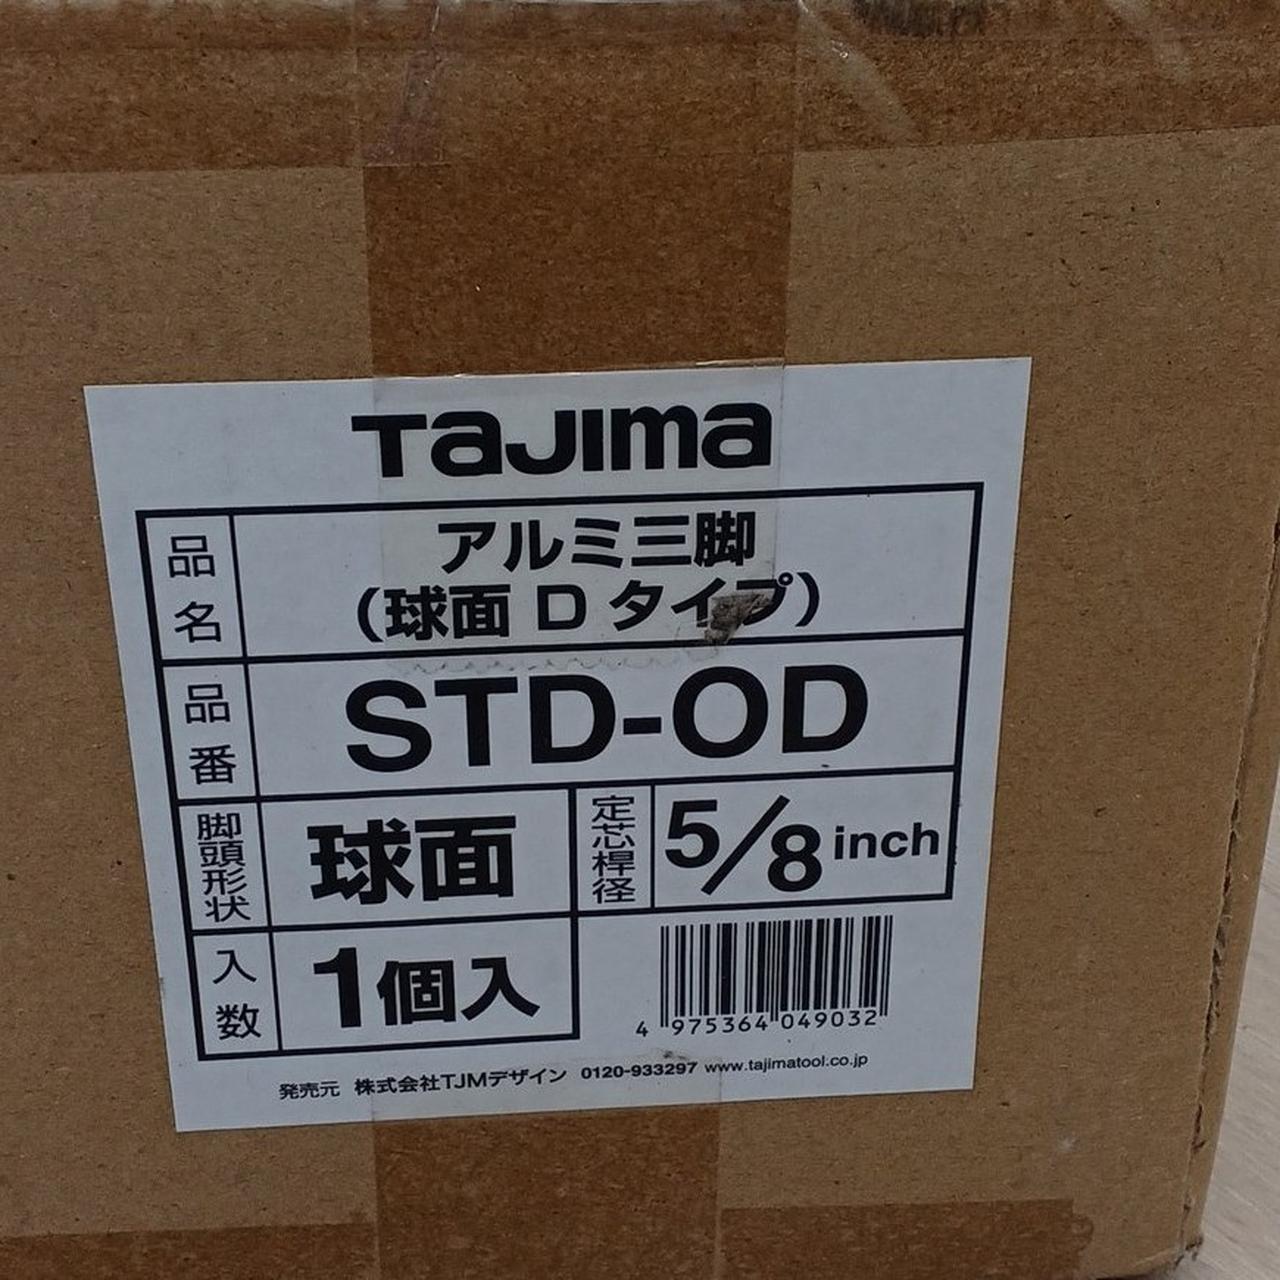 Tajima
品名
アルミ三脚
(球面 D タイプ)
品番
STD-OD
脚頭形状
球面
定芯桿径
5/8 inch
入数
1個入
4 975364 049032
発売元 株式会社TJMデザイン 0120-933297 www.tajimatool.co.jp